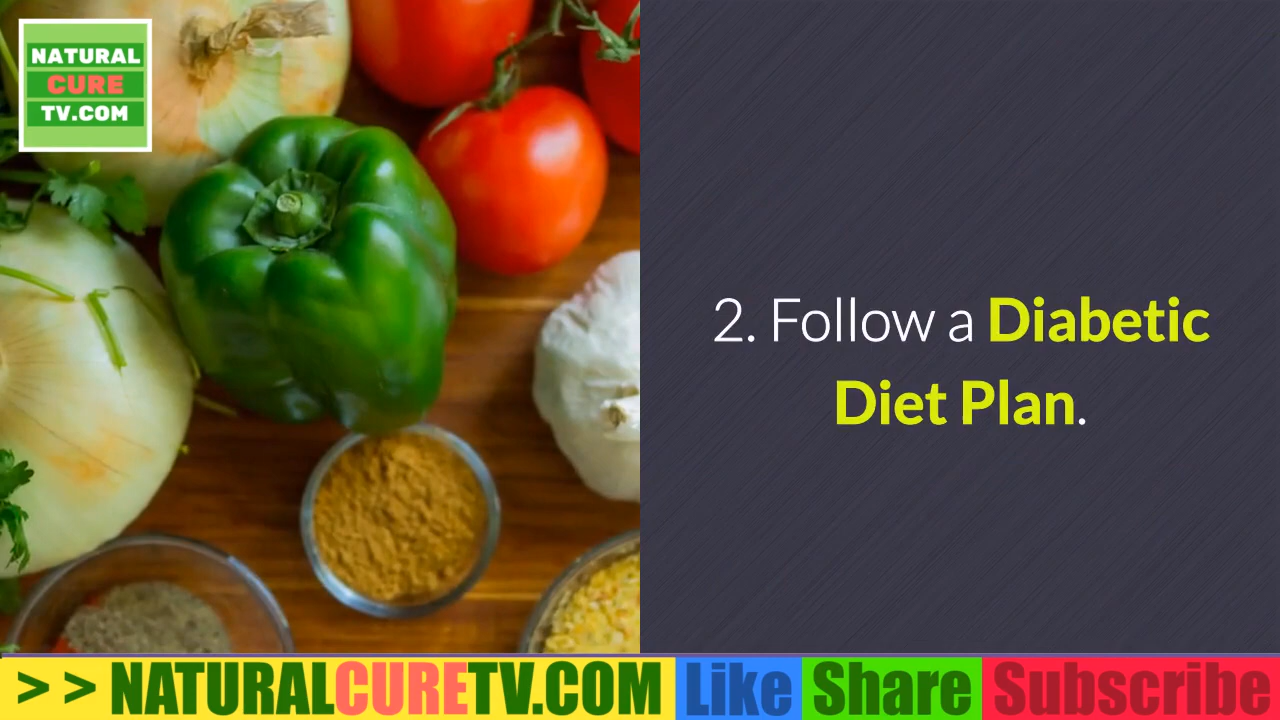 NATURAL
CURE
TV.COM
2. Follow a Diabetic
Diet Plan.
> > NATURALCURETV.COM Like Share Subscribe